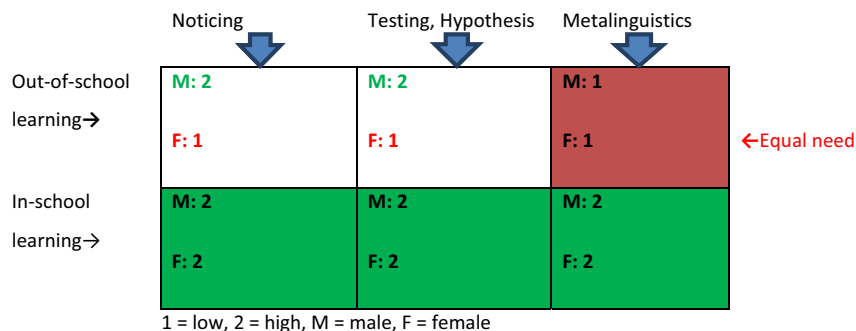 Noticing Testing, Hypothesis Metalinguistics
Out-of-school M: 2 M: 2 M: 1
learning→
F: 1 F: 1 F: 1 ←Equal need
In-school M: 2 M: 2 M: 2
learning→
F: 2 F: 2 F: 2
1 = low, 2 = high, M = male, F = female